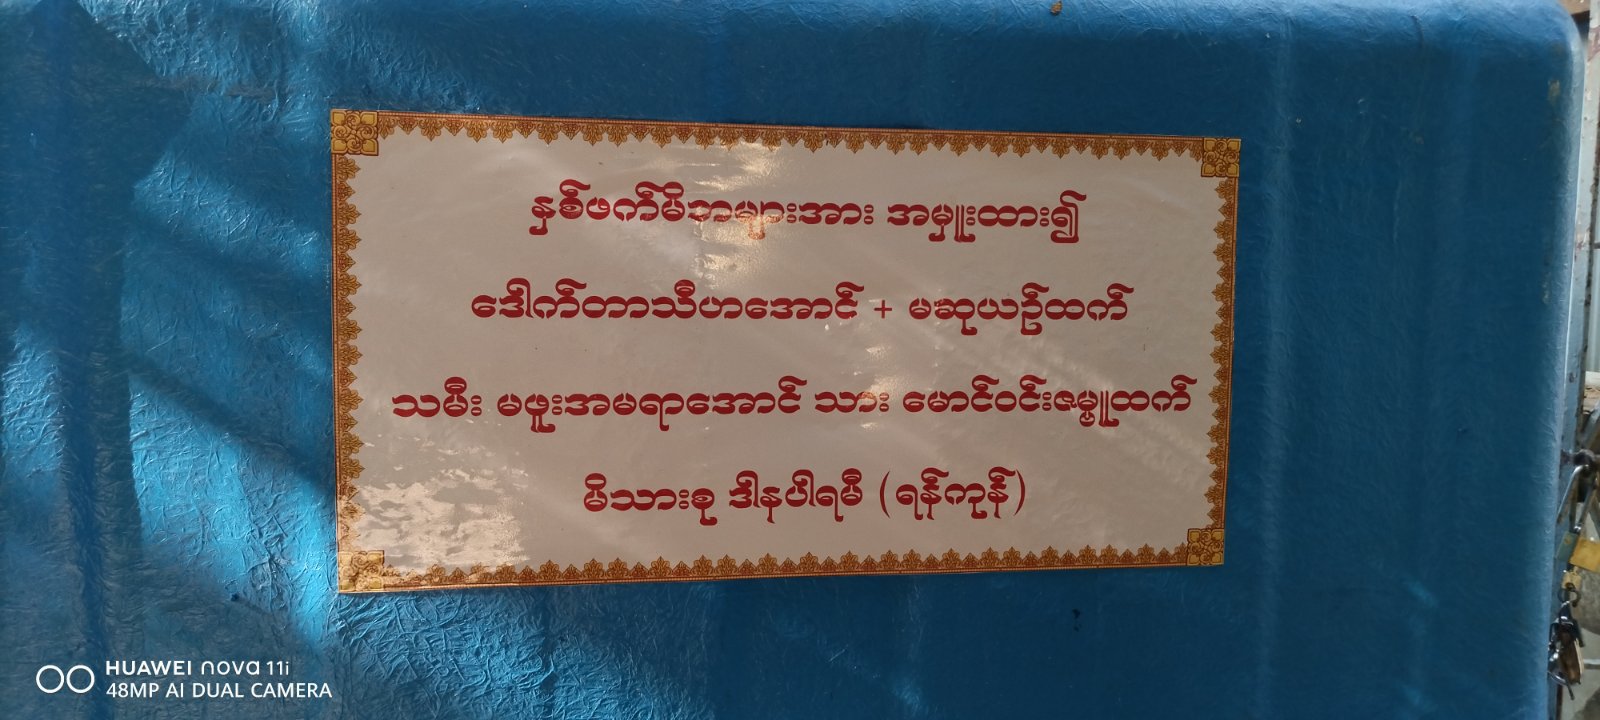 နှစ်ဖက်မိဘများအား အမှူးထား၍
ဒေါက်တာသီဟအောင် + မဆုယဉ်ထက်
သမီး မဖူးအမရာအောင် သား မောင်ဝင်းဇမ္ဗူထက်
မိသားစု ဒါနပါရမီ (ရန်ကုန်)
HUAWEI nova 11i
48MP AI DUAL CAMERA